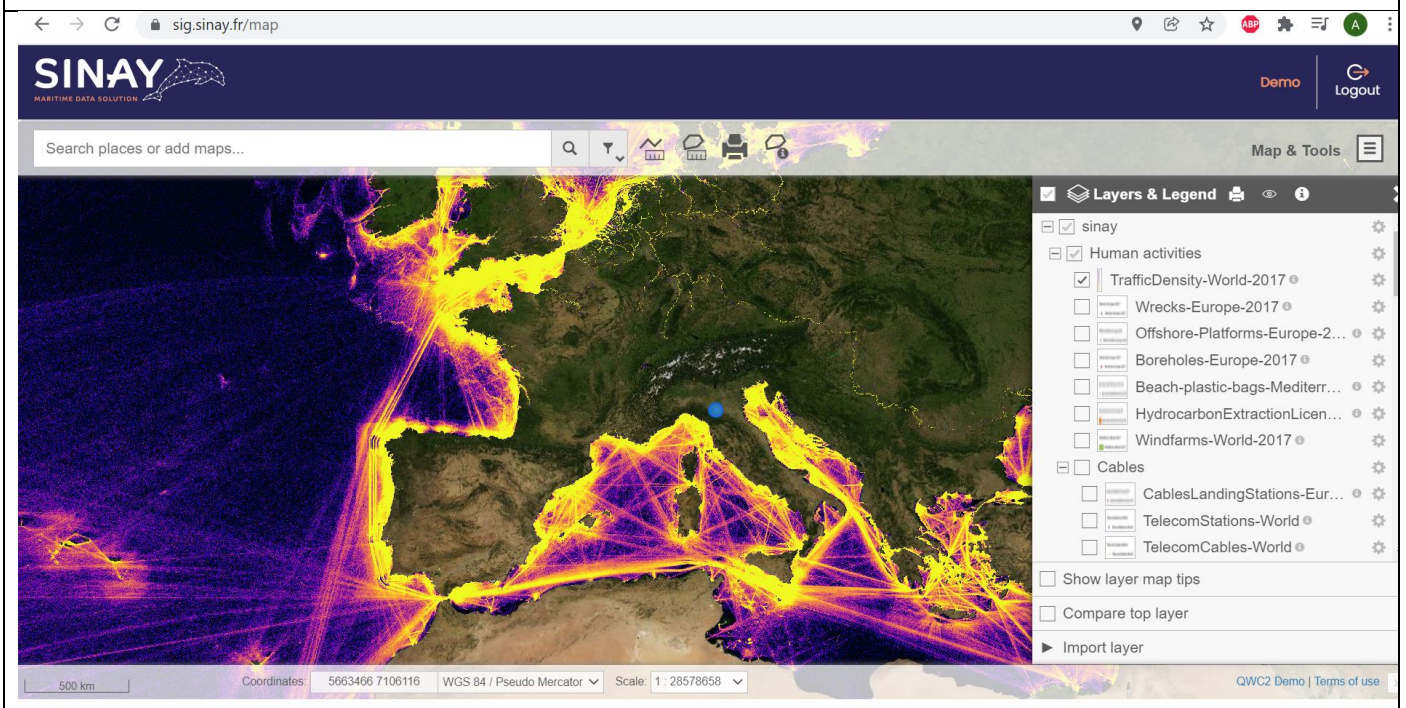 sig.sinay.fr/map
ABP
A
SINAY
MARITIME DATA SOLUTION
Demo
Logout
Search places or add maps...
Map & Tools
Layers & Legend
sinay
Human activities
TrafficDensity-World-2017
Wrecks-Europe-2017
Offshore-Platforms-Europe-2...
Boreholes-Europe-2017
Beach-plastic-bags-Mediterr...
HydrocarbonExtractionLicen...
Windfarms-World-2017
Cables
CablesLandingStations-Eur...
TelecomStations-World
TelecomCables-World
Show layer map tips
Compare top layer
Import layer
500 km
Coordinates: 5663466 7106116 WGS 84 / Pseudo Mercator Scale: 1 : 28578658
QWC2 Demo | Terms of use